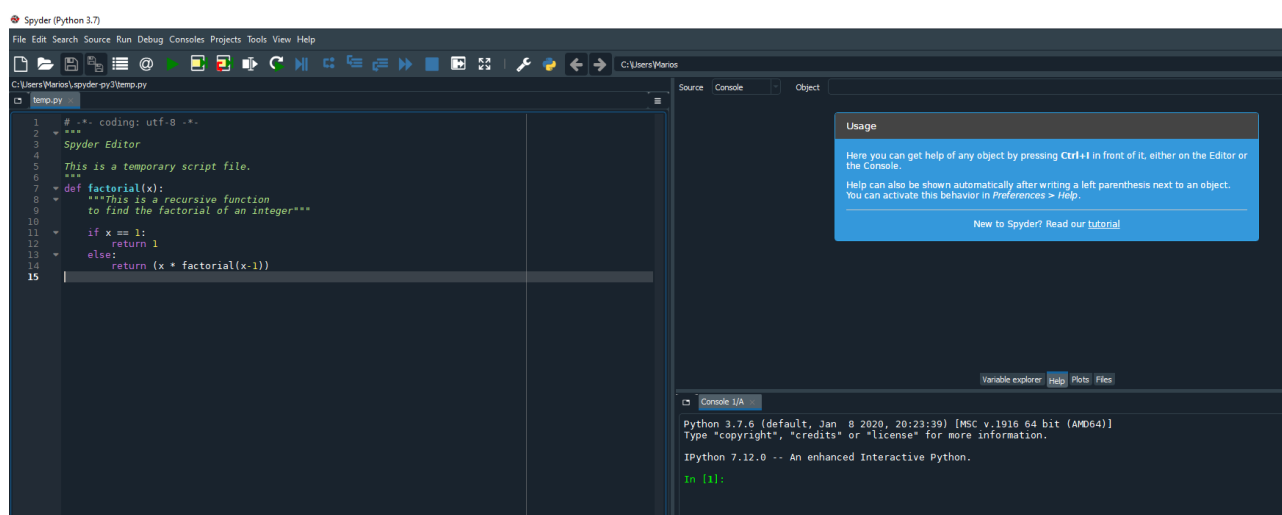 Spyder (Python 3.7)
File Edit Search Source Run Debug Consoles Projects Tools View Help
C:\Users\Marios
C:\Users\Marios\.spyder-py3\temp.py
temp.py
1 # -*- coding: utf-8 -*-
2 """
3 Spyder Editor
4
5 This is a temporary script file.
6 """
7 def factorial(x):
8 """This is a recursive function
9 to find the factorial of an integer"""
10
11 if x == 1:
12 return 1
13 else:
14 return (x * factorial(x-1))
15
Source Console Object
Usage
Here you can get help of any object by pressing Ctrl+I in front of it, either on the Editor or
the Console.
Help can also be shown automatically after writing a left parenthesis next to an object.
You can activate this behavior in Preferences > Help.
New to Spyder? Read our tutorial
Variable explorer Help Plots Files
Console 1/A
Python 3.7.6 (default, Jan  8 2020, 20:23:39) [MSC v.1916 64 bit (AMD64)]
Type "copyright", "credits" or "license" for more information.
IPython 7.12.0 -- An enhanced Interactive Python.
In [1]: